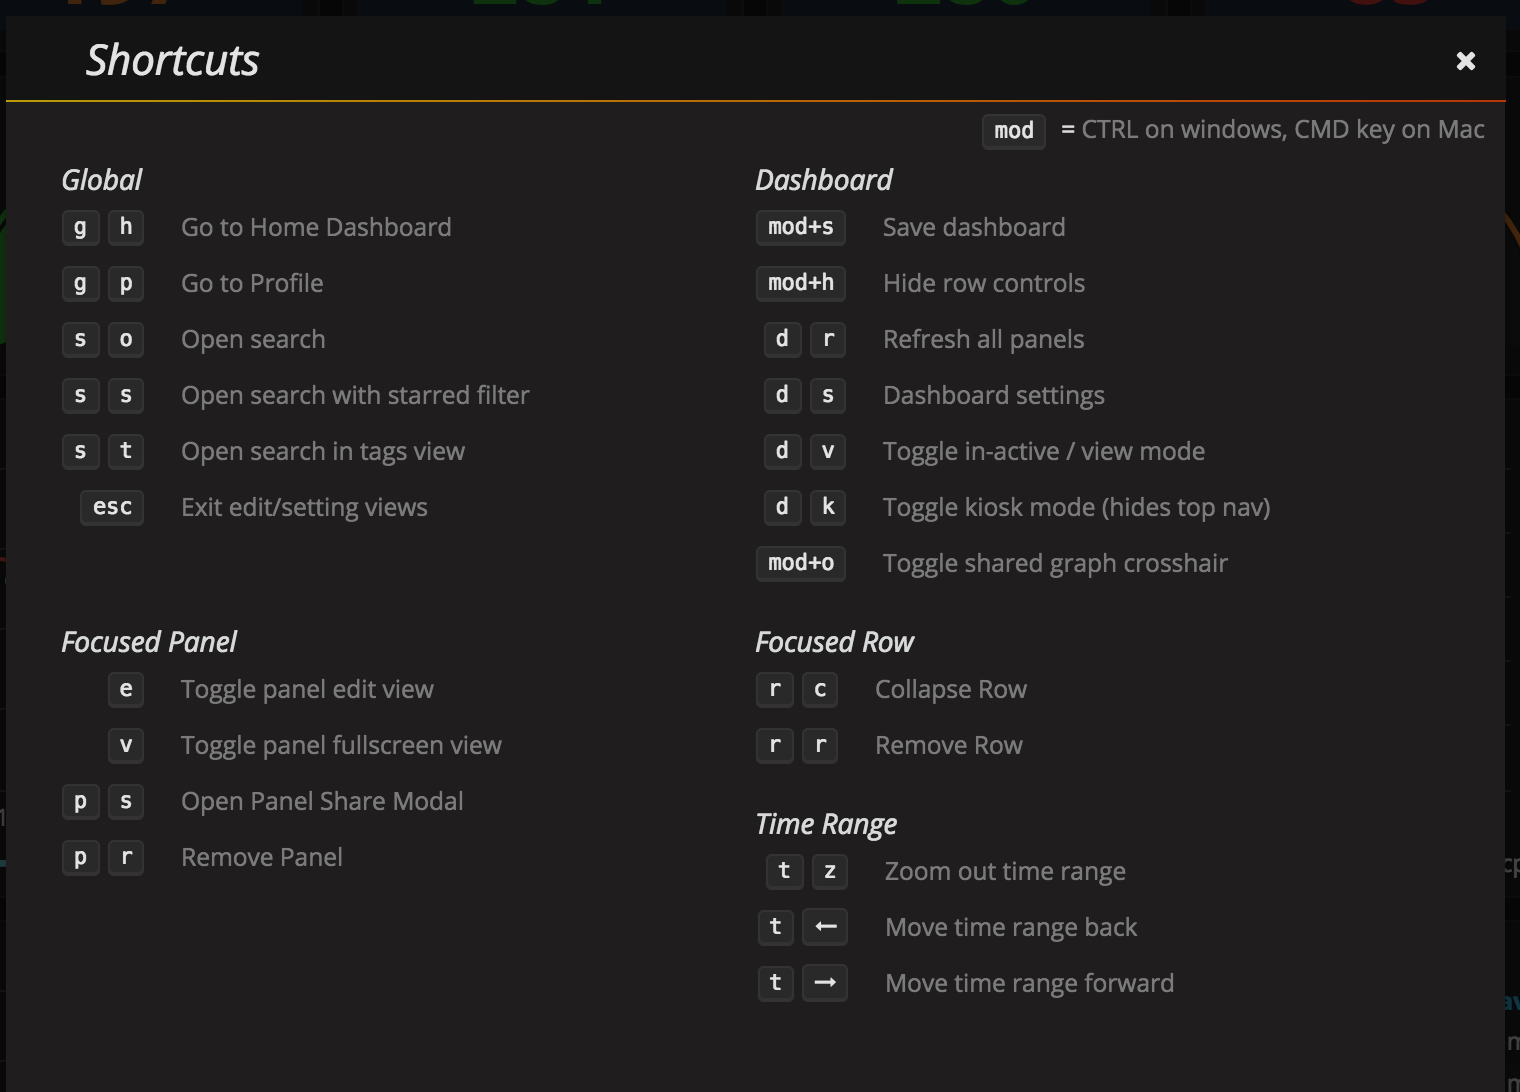 Shortcuts
mod = CTRL on windows, CMD key on Mac
Global
g h Go to Home Dashboard
g p Go to Profile
s o Open search
s s Open search with starred filter
s t Open search in tags view
esc Exit edit/setting views
Dashboard
mod+s Save dashboard
mod+h Hide row controls
d r Refresh all panels
d s Dashboard settings
d v Toggle in-active / view mode
d k Toggle kiosk mode (hides top nav)
mod+o Toggle shared graph crosshair
Focused Panel
e Toggle panel edit view
v Toggle panel fullscreen view
p s Open Panel Share Modal
p r Remove Panel
Focused Row
r c Collapse Row
r r Remove Row
Time Range
t z Zoom out time range
t ← Move time range back
t → Move time range forward